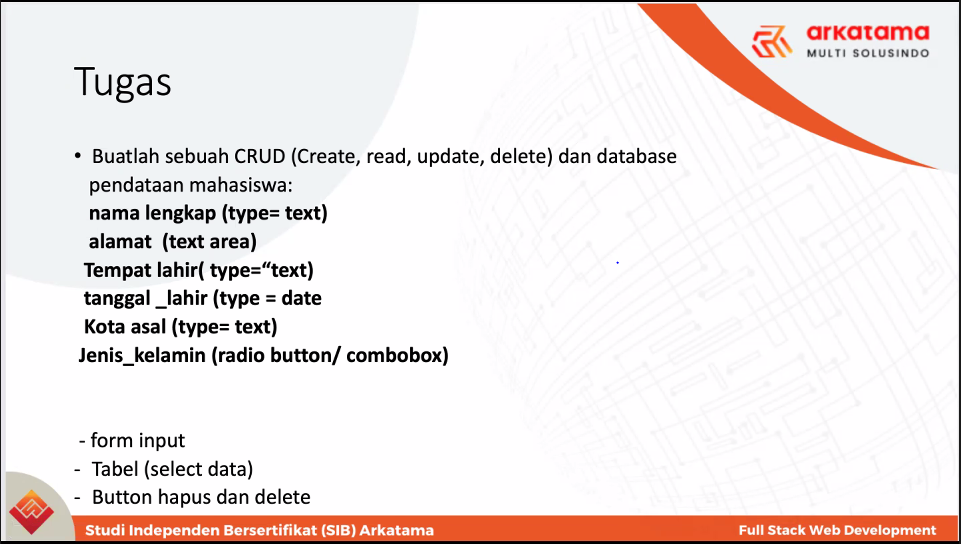 arkatama
MULTI SOLUSINDO
Tugas
• Buatlah sebuah CRUD (Create, read, update, delete) dan database
pendataan mahasiswa:
nama lengkap (type= text)
alamat (text area)
Tempat lahir( type=“text)
tanggal _lahir (type = date
Kota asal (type= text)
Jenis_kelamin (radio button/ combobox)
- form input
- Tabel (select data)
- Button hapus dan delete
Studi Independen Bersertifikat (SIB) Arkatama
Full Stack Web Development